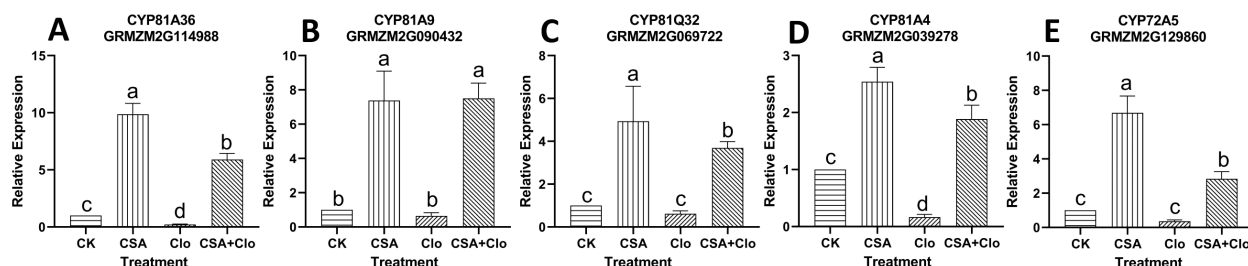 A
CYP81A36
GRMZM2G114988
Relative Expression
15
10
5
0
c
a
d
b
CK CSA Clo CSA+Clo
Treatment
B
CYP81A9
GRMZM2G090432
Relative Expression
10
8
6
4
2
0
b
a
b
a
CK CSA Clo CSA+Clo
Treatment
C
CYP81Q32
GRMZM2G069722
Relative Expression
8
6
4
2
0
c
a
c
b
CK CSA Clo CSA+Clo
Treatment
D
CYP81A4
GRMZM2G039278
Relative Expression
3
2
1
0
c
a
d
b
CK CSA Clo CSA+Clo
Treatment
E
CYP72A5
GRMZM2G129860
Relative Expression
10
8
6
4
2
0
c
a
c
b
CK CSA Clo CSA+Clo
Treatment